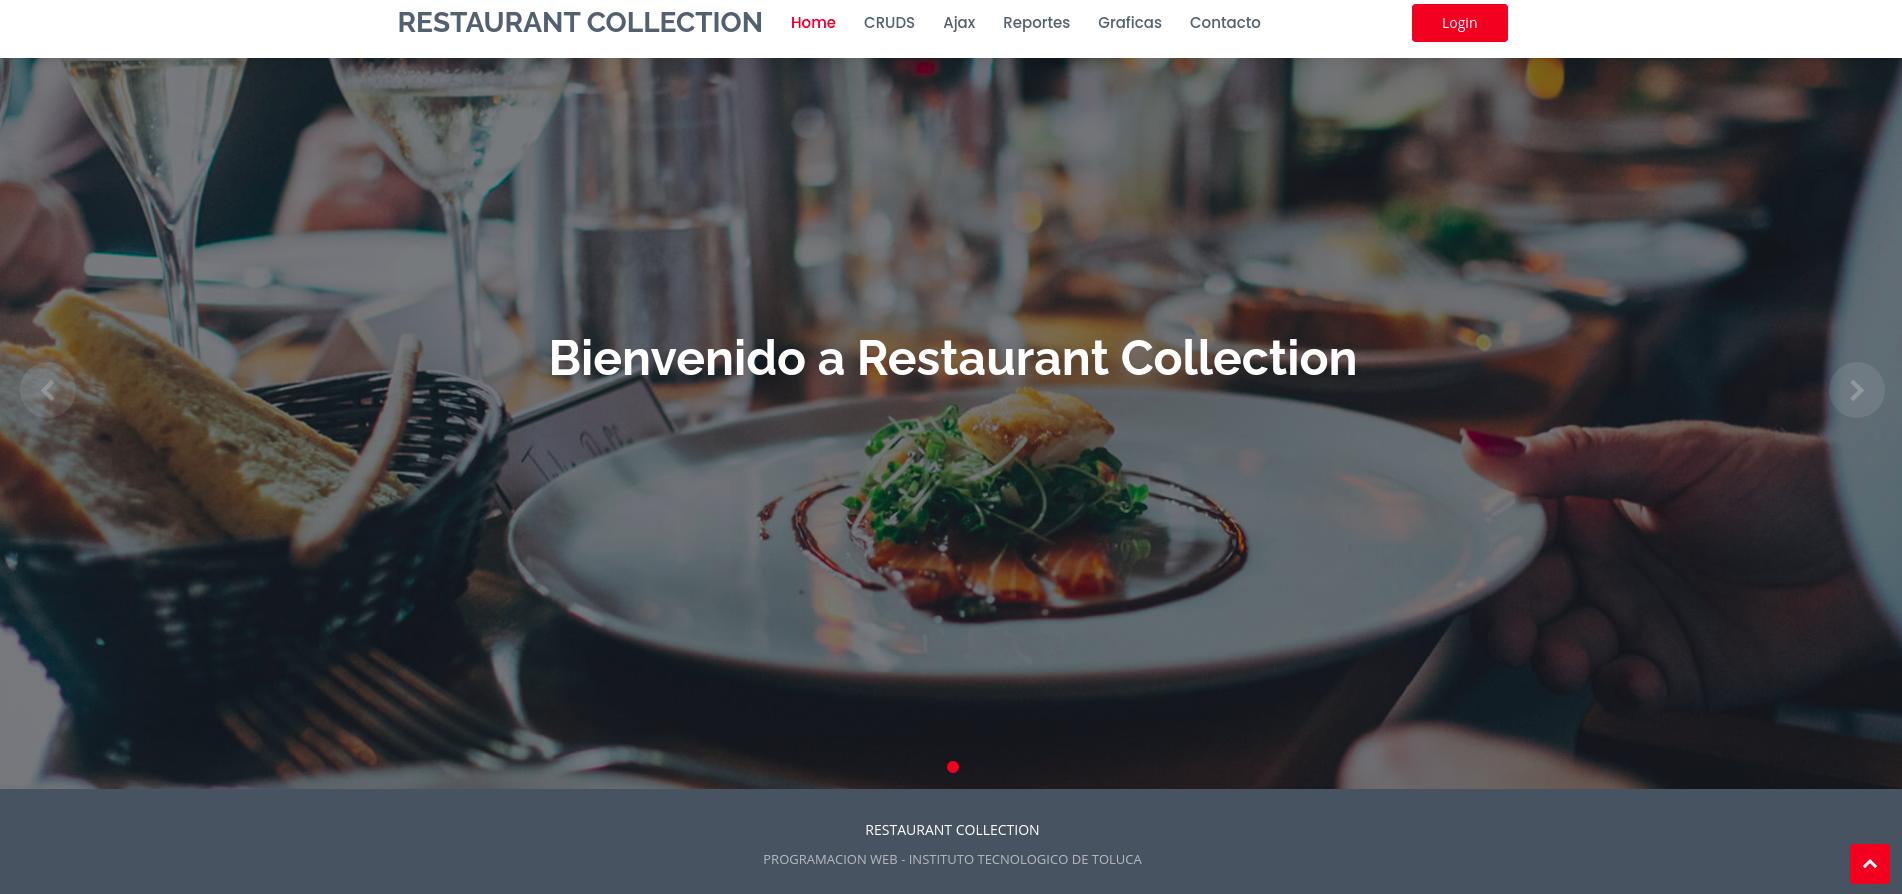 RESTAURANT COLLECTION Home CRUDS Ajax Reportes Graficas Contacto Login
Bienvenido a Restaurant Collection
RESTAURANT COLLECTION
PROGRAMACION WEB - INSTITUTO TECNOLOGICO DE TOLUCA